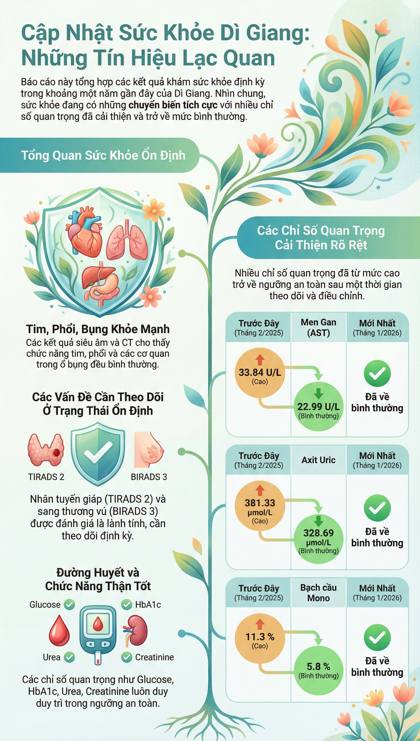 Cập Nhật Sức Khỏe Dì Giang:
Những Tín Hiệu Lạc Quan
Báo cáo này tổng hợp các kết quả khám sức khỏe định kỳ
trong khoảng một năm gần đây của Dì Giang. Nhìn chung,
sức khỏe đang có những chuyển biến tích cực với nhiều chỉ
số quan trọng đã cải thiện và trở về mức bình thường.
Tổng Quan Sức Khỏe Ổn Định
Tim, Phổi, Bụng Khỏe Mạnh
Các kết quả siêu âm và CT cho thấy
chức năng tim, phổi và các cơ quan
trong ổ bụng đều bình thường.
Các Vấn Đề Cần Theo Dõi
Ở Trạng Thái Ổn Định
TIRADS 2
BIRADS 3
Nhân tuyến giáp (TIRADS 2) và
sang thương vú (BIRADS 3)
được đánh giá là lành tính, cần
theo dõi định kỳ.
Đường Huyết và
Chức Năng Thận Tốt
Glucose
HbA1c
Urea
Creatinine
Các chỉ số quan trọng như Glucose,
HbA1c, Urea, Creatinine luôn duy
duy trì trong ngưỡng an toàn.
Các Chỉ Số Quan Trọng
Cải Thiện Rõ Rệt
Nhiều chỉ số quan trọng đã từ mức cao
trở về ngưỡng an toàn sau một thời gian
theo dõi và điều chỉnh.
Trước Đây
(Tháng 2/2025)
Men Gan
(AST)
Mới Nhất
(Tháng 1/2026)
33.84 U/L
(Cao)
22.99 U/L
(Bình thường)
Đã về
bình thường
Trước Đây
(Tháng 2/2025)
Axit Uric
Mới Nhất
(Tháng 1/2026)
381.33
µmol/L
(Cao)
328.69
µmol/L
(Bình thường)
Đã về
bình thường
Trước Đây
(Tháng 2/2025)
Bạch cầu
Mono
Mới Nhất
(Tháng 1/2026)
11.3 %
(Cao)
5.8 %
(Bình thường)
Đã về
bình thường